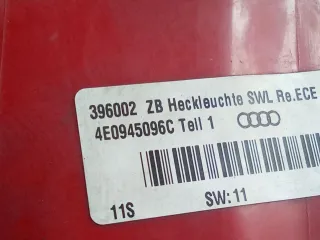 396002 ZB Heckleuchte SWL Re.ECE
4E0945096C Teil 1
11S SW:11